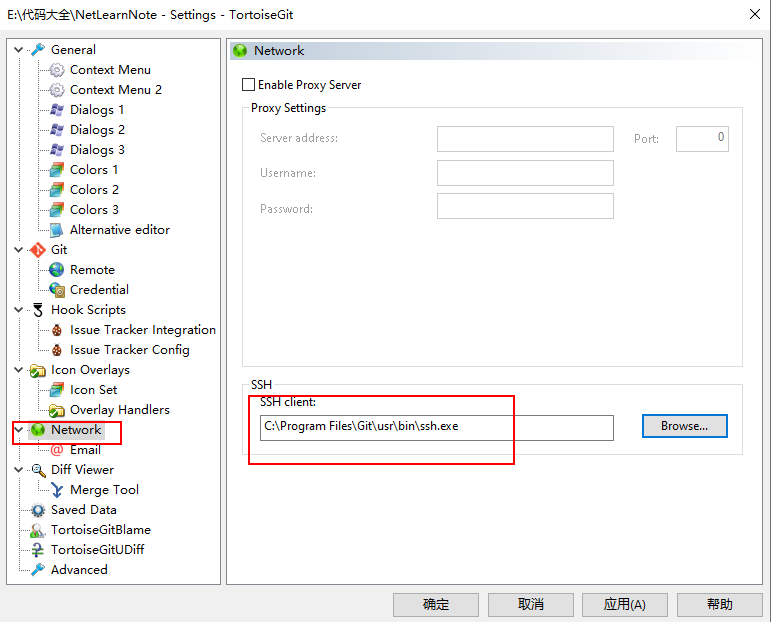 E:\代码大全\NetLearnNote - Settings - TortoiseGit
General
Context Menu
Context Menu 2
Dialogs 1
Dialogs 2
Dialogs 3
Colors 1
Colors 2
Colors 3
Alternative editor
Git
Remote
Credential
Hook Scripts
Issue Tracker Integration
Issue Tracker Config
Icon Overlays
Icon Set
Overlay Handlers
Network
Email
Diff Viewer
Merge Tool
Saved Data
TortoiseGitBlame
TortoiseGitUDiff
Advanced
Network
Enable Proxy Server
Proxy Settings
Server address:
Port:
0
Username:
Password:
SSH
SSH client:
C:\Program Files\Git\usr\bin\ssh.exe
Browse...
确定
取消
应用(A)
帮助